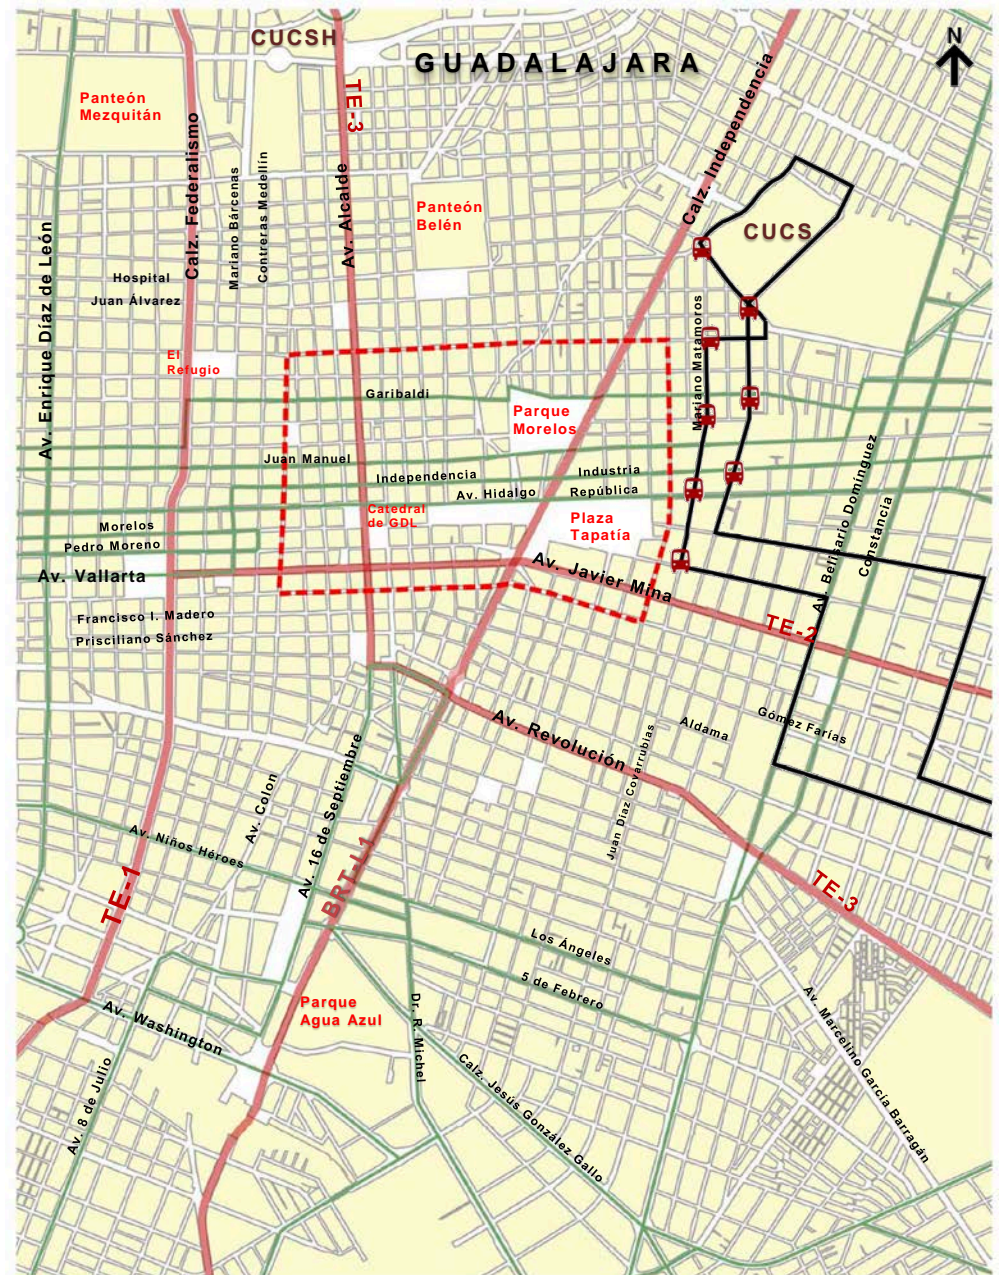 CUCSH
N
GUADALAJARA
Calz. Independencia
TE-3
Panteón
Mezquitán
Calz. Federalismo
Mariano Bárcenas
Contreras Medellín
Av. Alcalde
Panteón
Belén
CUCS
Av. Enrique Díaz de León
Hospital
Juan Álvarez
Mariano Matamoros
El
Refugio
Garibaldi
Parque
Morelos
Juan Manuel
Independencia
Industria
Av. Hidalgo
República
Av. Belisario Domínguez
Constancia
Catedral
de GDL
Plaza
Tapatía
Morelos
Pedro Moreno
Av. Vallarta
Av. Javier Mina
Francisco I. Madero
Prisciliano Sánchez
TE-2
Av. Revolución
Aldama
Gómez Farías
Juan Díaz Covarrubias
Av. Colon
Av. 16 de Septiembre
Av. Niños Héroes
BRT-L1
TE-1
TE-3
Los Ángeles
5 de Febrero
Parque
Agua Azul
Dr. R. Michel
Av. Washington
Av. Marcelino García Barragán
Av. 8 de Julio
Calz. Jesús González Gallo